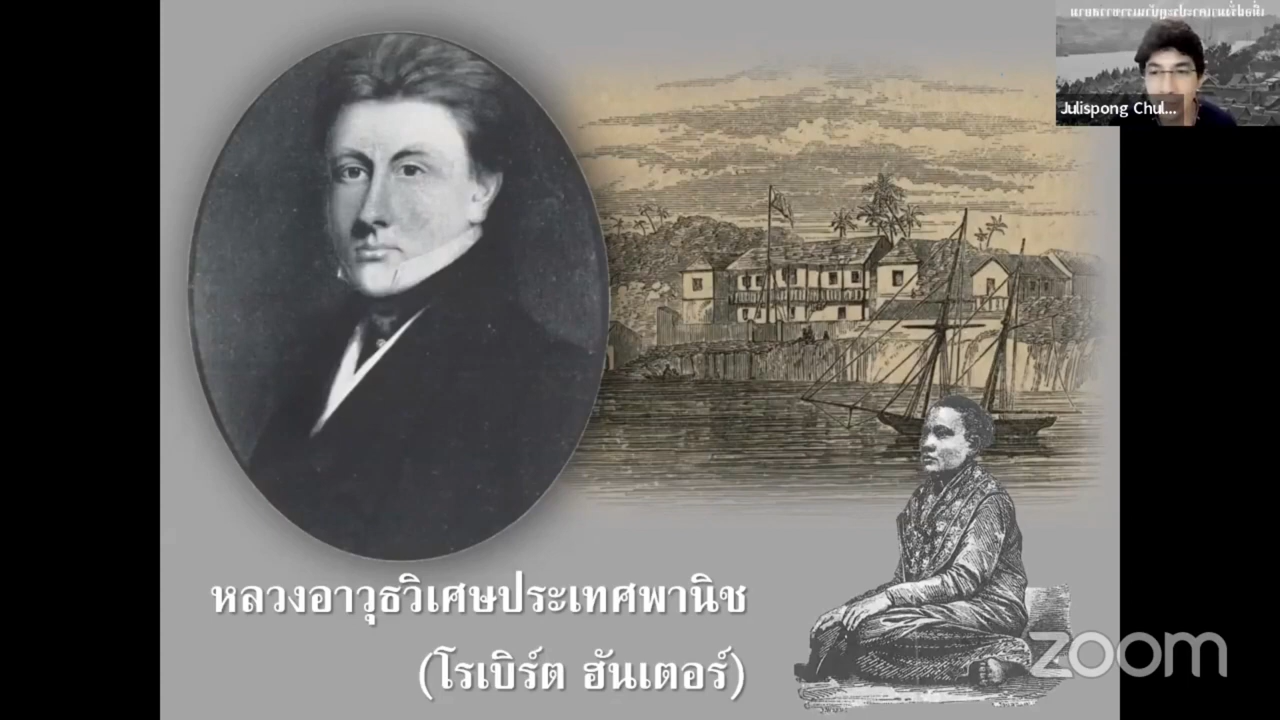 Julispong Chul...
หลวงอาวุธวิเศษประเทศพานิช
(โรเบิร์ต ฮันเตอร์)
zoom